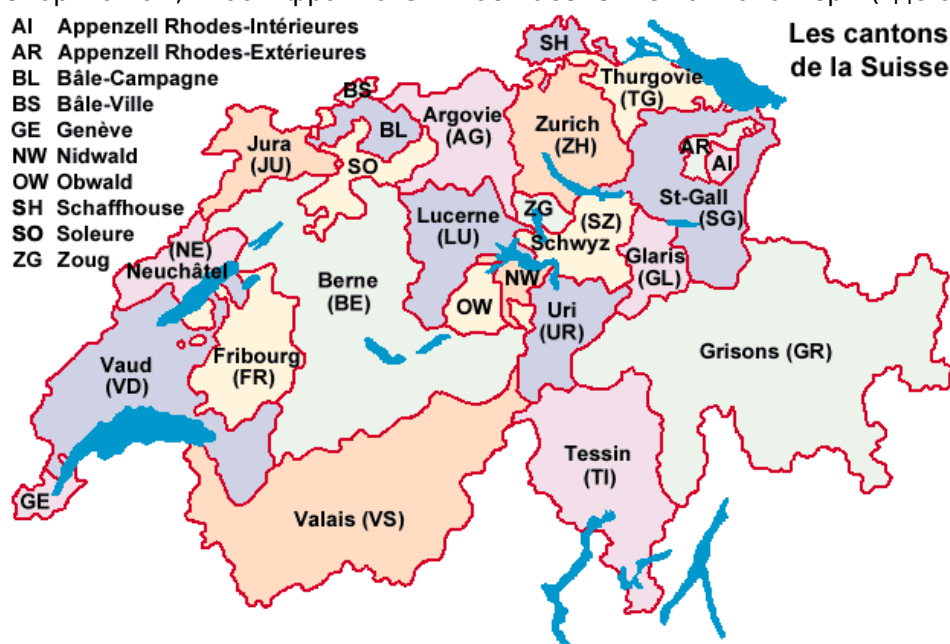 AI Appenzell Rhodes-Intérieures
AR Appenzell Rhodes-Extérieures
BL Bâle-Campagne
BS Bâle-Ville
GE Genève
NW Nidwald
OW Obwald
SH Schaffhouse
SO Soleure
ZG Zoug
Les cantons
de la Suisse
SH
Thurgovie
(TG)
BS
BL
Argovie
(AG)
Zurich
(ZH)
AR
AI
Jura
(JU)
SO
St-Gall
(SG)
Lucerne
(LU)
ZG
(SZ)
Schwyz
(NE)
Neuchâtel
Glaris
(GL)
NW
Berne
(BE)
OW
Uri
(UR)
Vaud
(VD)
Fribourg
(FR)
Grisons (GR)
Tessin
(TI)
GE
Valais (VS)